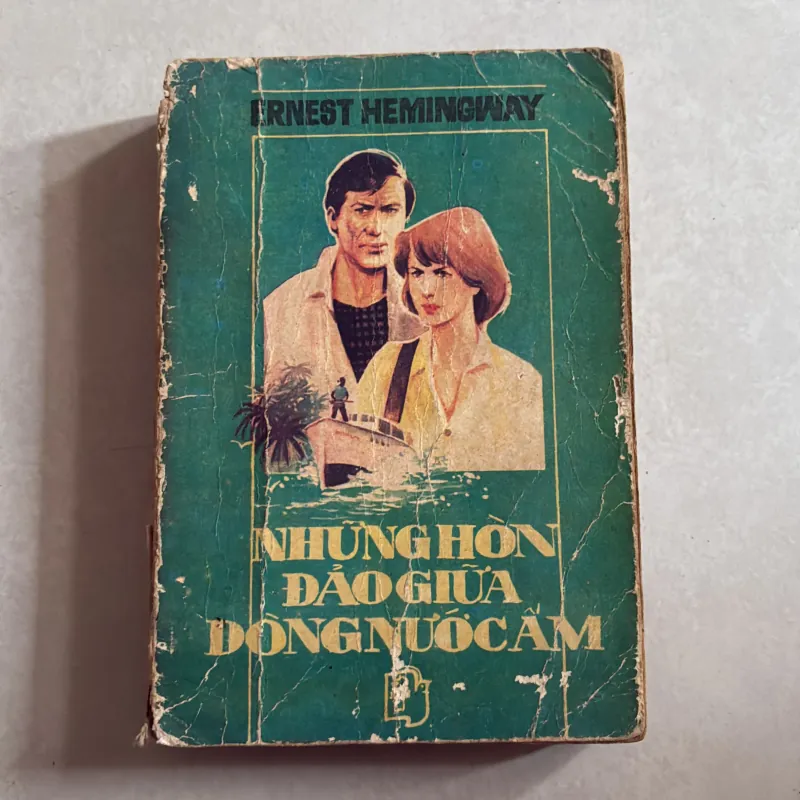 ERNEST HEMINGWAY
NHỮNG HÒN
ĐẢO GIỮA
DÒNG NƯỚC ẤM